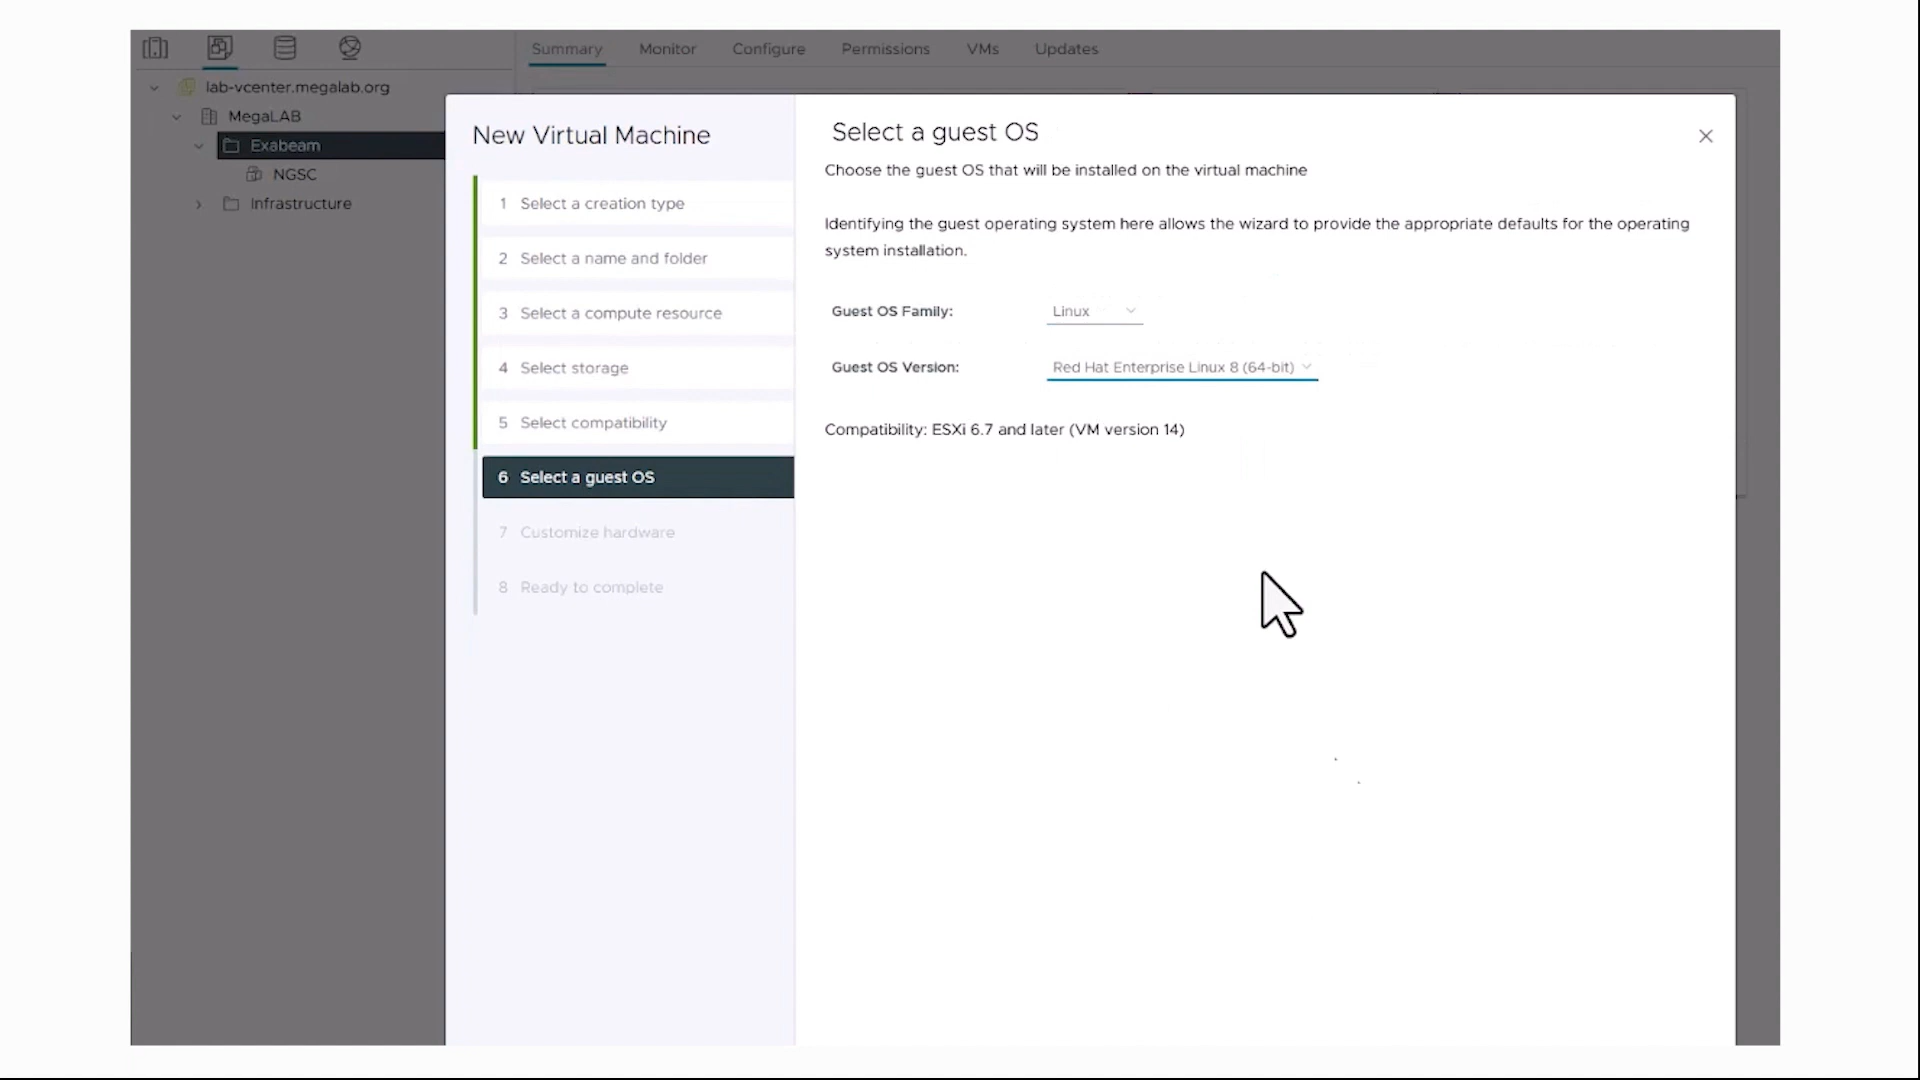 Summary Monitor Configure Permissions VMs Updates
lab-vcenter.megalab.org
MegaLAB
Exabeam
NGSC
Infrastructure
New Virtual Machine
1 Select a creation type
2 Select a name and folder
3 Select a compute resource
4 Select storage
5 Select compatibility
6 Select a guest OS
7 Customize hardware
8 Ready to complete
Select a guest OS
Choose the guest OS that will be installed on the virtual machine
Identifying the guest operating system here allows the wizard to provide the appropriate defaults for the operating
system installation.
Guest OS Family: Linux
Guest OS Version: Red Hat Enterprise Linux 8 (64-bit)
Compatibility: ESXi 6.7 and later (VM version 14)